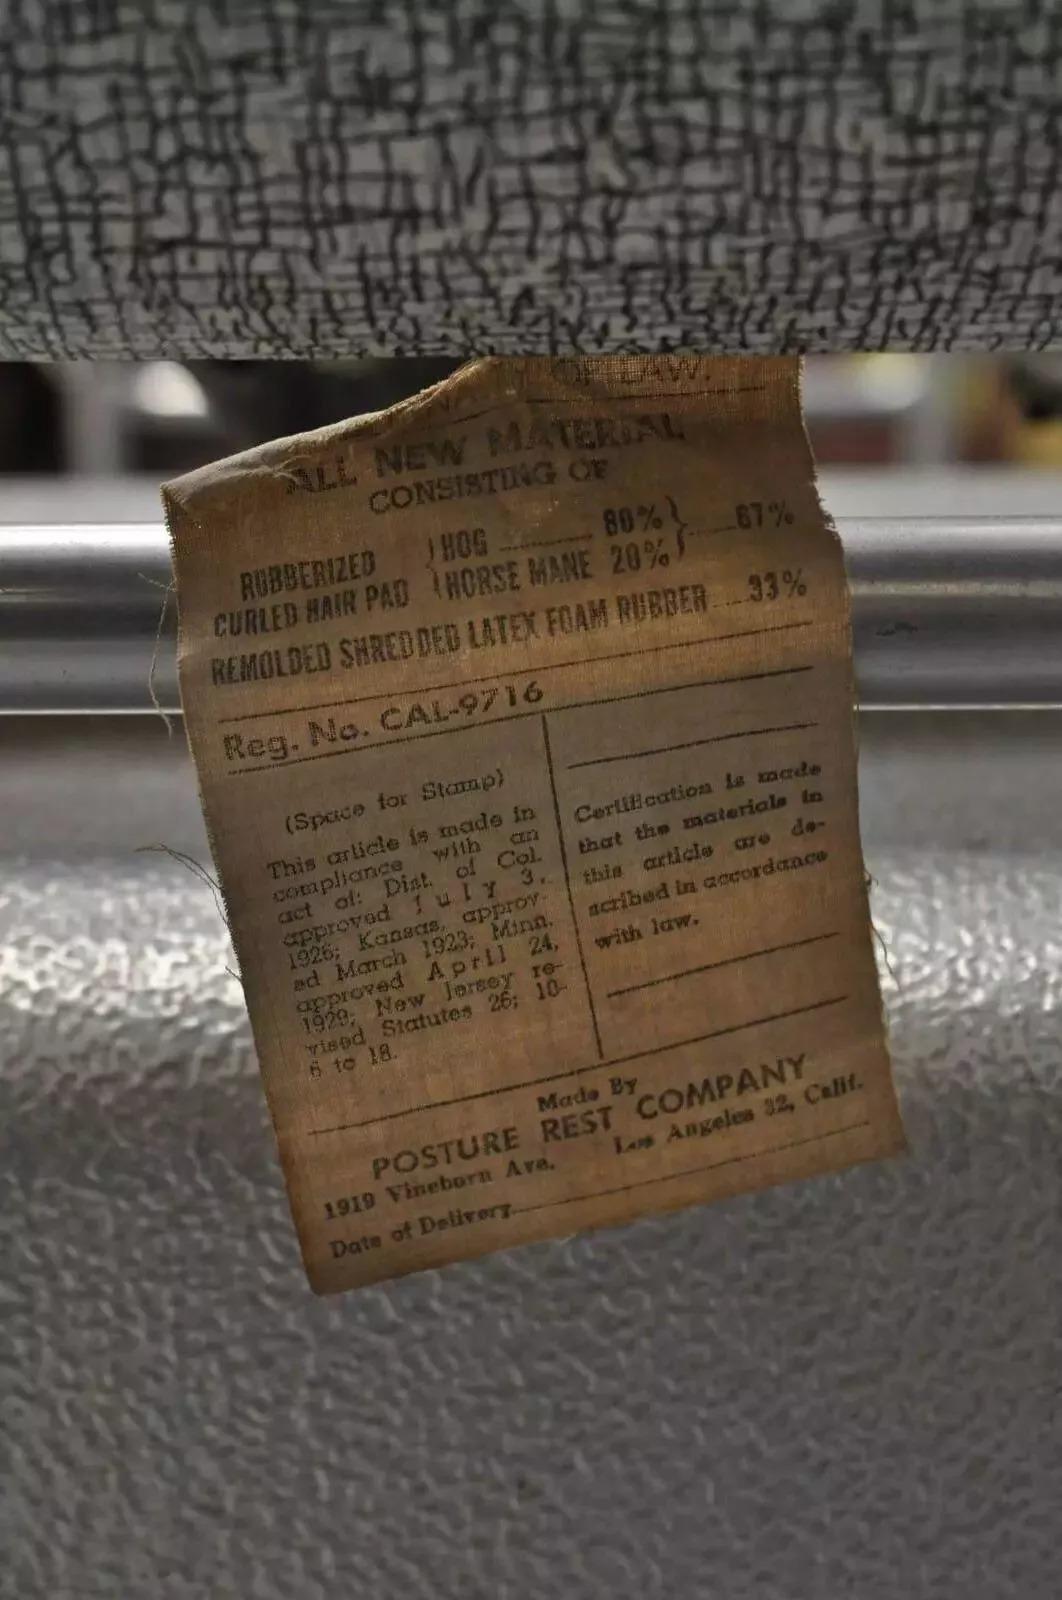 OF LAW.
ALL NEW MATERIAL
CONSISTING OF
RUBBERIZED { HOG ........ 80% } ..... 67%
CURLED HAIR PAD { HORSE MANE 20% }
REMOLDED SHREDDED LATEX FOAM RUBBER .... 33%
Reg. No. CAL-9716
(Space for Stamp)
This article is made in
compliance with an
act of: Dist. of Col.
approved July 3,
1926; Kansas, approv-
ed March 1923; Minn.
approved April 24,
1929; New Jersey re-
vised Statutes 26; 10-
6 to 18.
Certification is made
that the materials in
this article are de-
scribed in accordance
with law.
Made By
POSTURE REST COMPANY
1919 Vineburn Ave. Los Angeles 32, Calif.
Date of Delivery